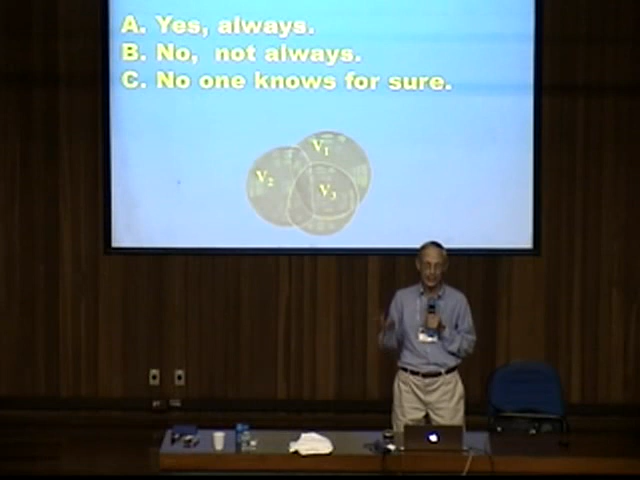 A. Yes, always.
B. No, not always.
C. No one knows for sure.
V1
V2
V3